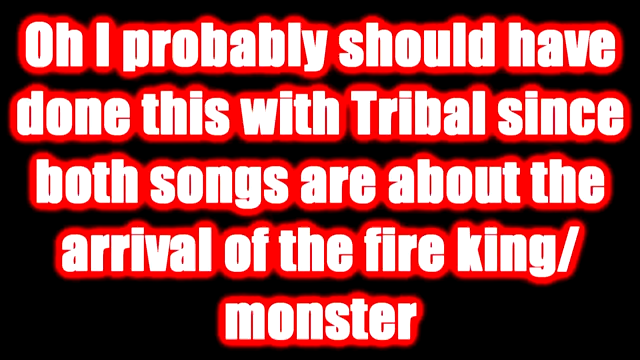 Oh I probably should have
done this with Tribal since
both songs are about the
arrival of the fire king/
monster